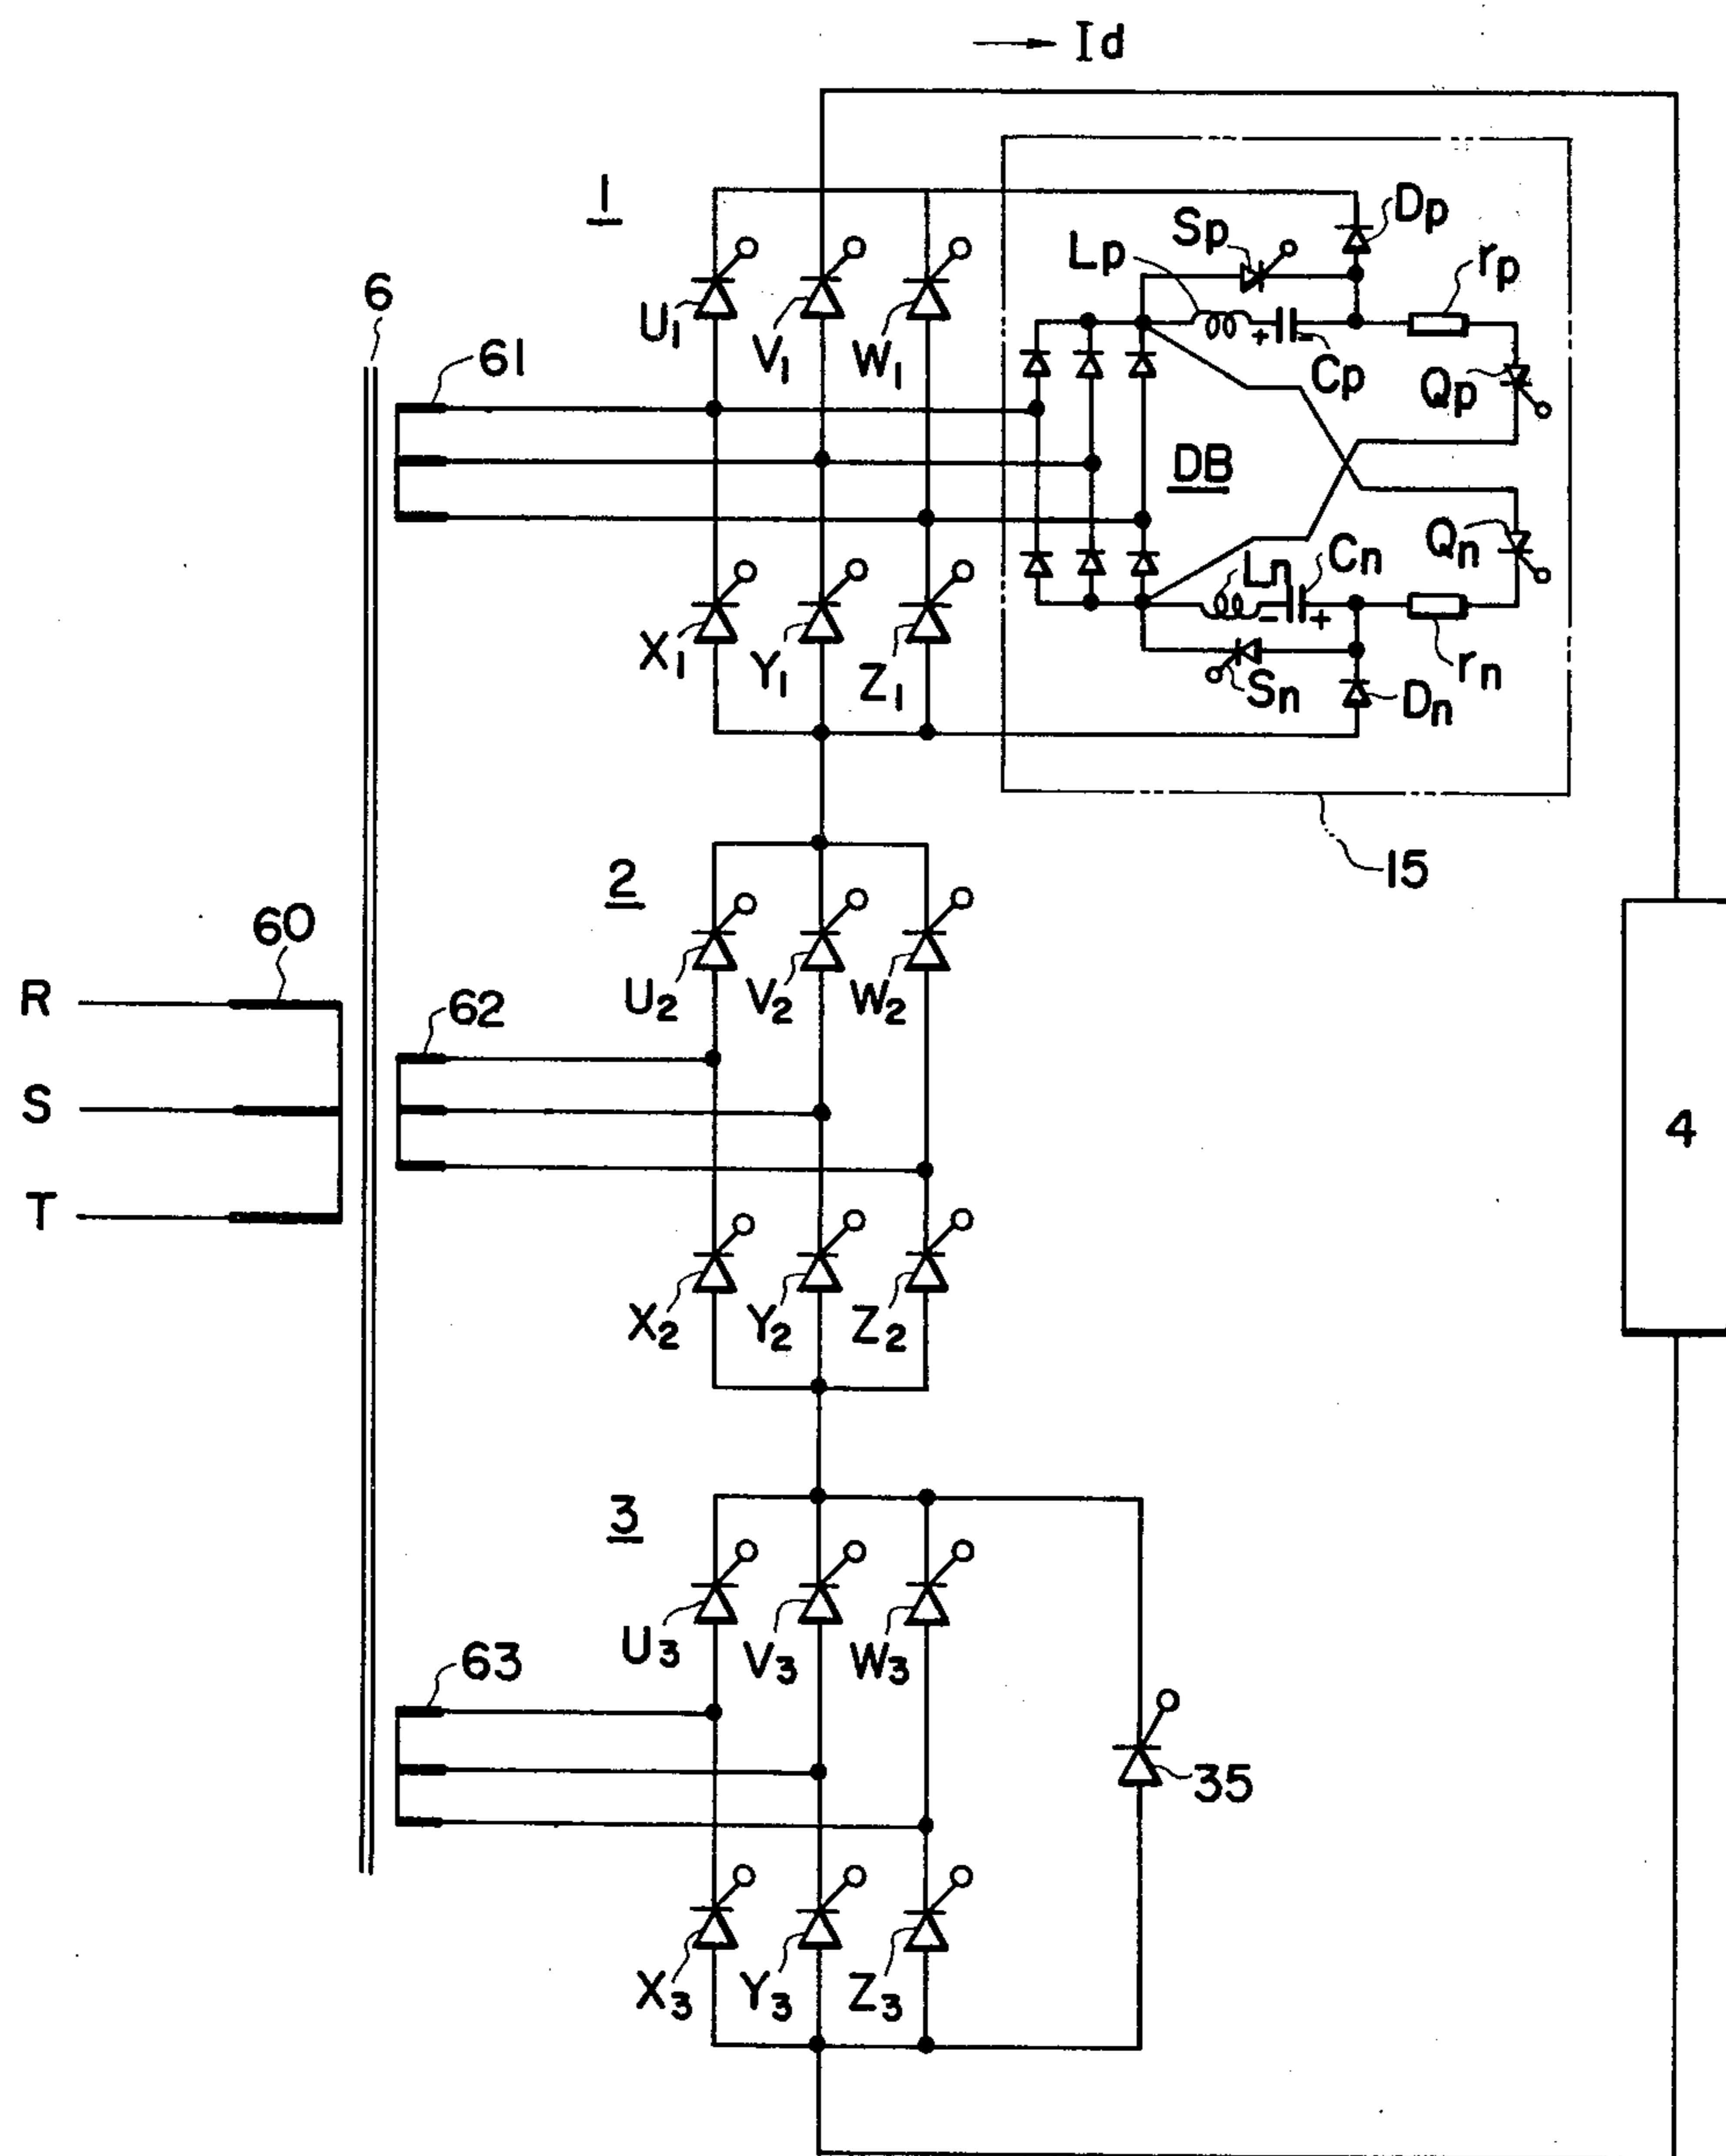 Id
1
Dp
Sp
Lp
rp
6
U1
V1
W1
Cp
Qp
61
DB
Qn
Cn
Ln
X1
Y1
Z1
Sn
Dn
rn
15
2
60
R
U2
V2
W2
62
S
4
T
X2
Y2
Z2
3
U3
V3
W3
63
35
X3
Y3
Z3